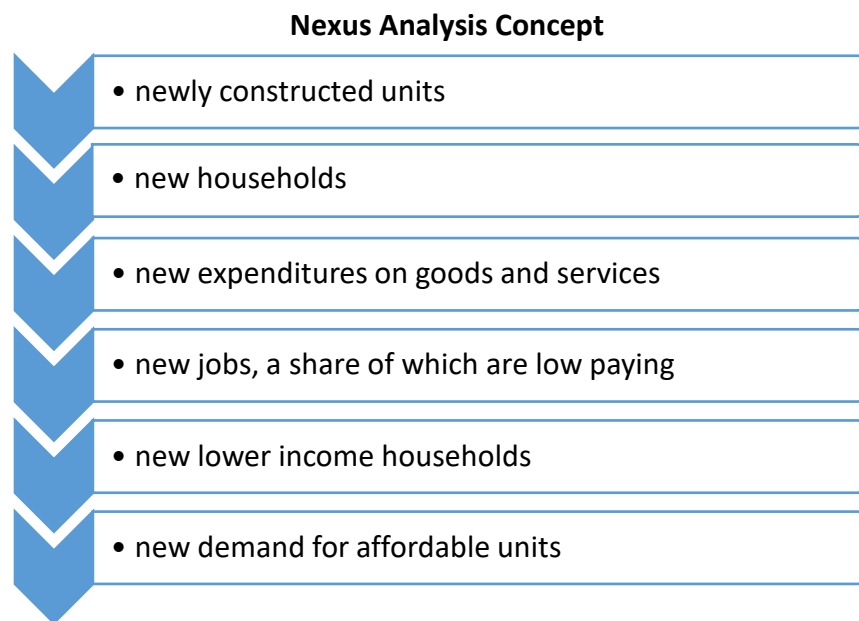 Nexus Analysis Concept
• newly constructed units
• new households
• new expenditures on goods and services
• new jobs, a share of which are low paying
• new lower income households
• new demand for affordable units